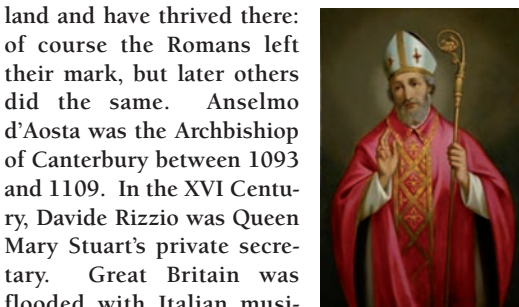 land and have thrived there:
of course the Romans left
their mark, but later others
did the same. Anselmo
d’Aosta was the Archbishiop
of Canterbury between 1093
and 1109. In the XVI Centu-
ry, Davide Rizzio was Queen
Mary Stuart’s private secre-
tary. Great Britain was
flooded with Italian musi-